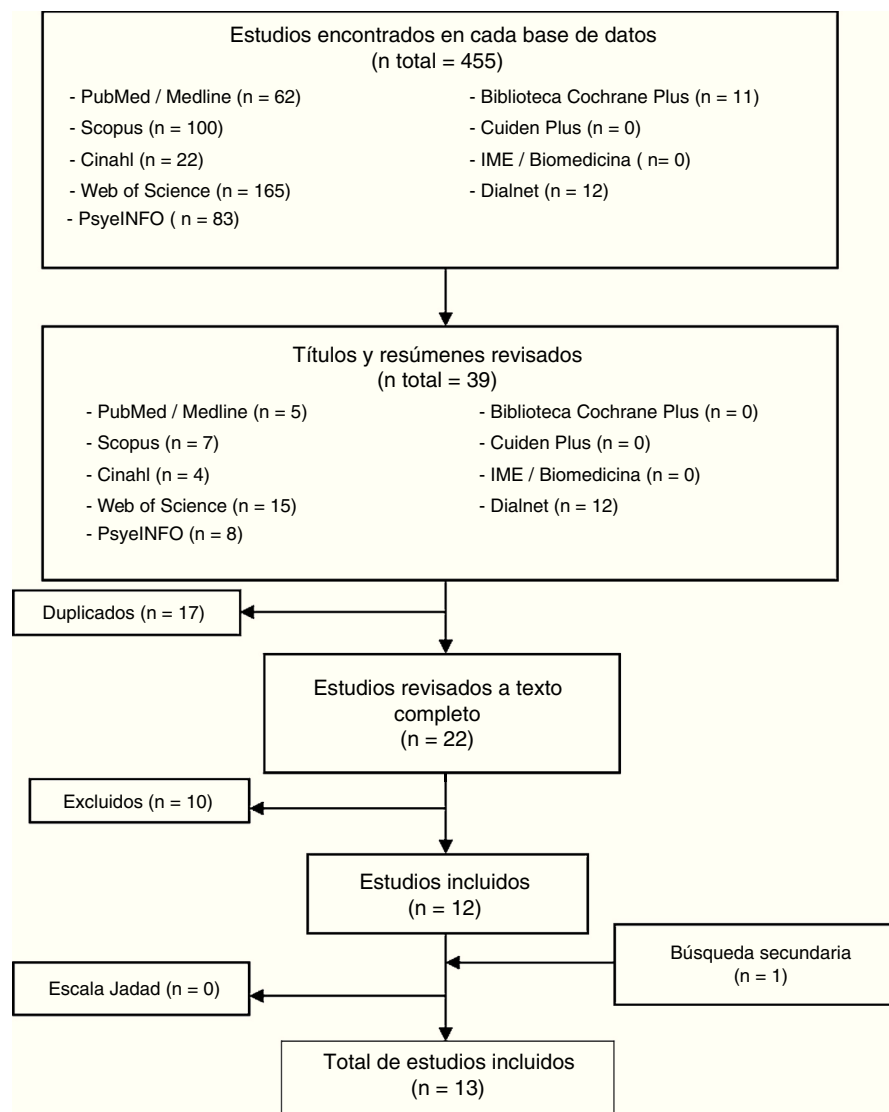 Estudios encontrados en cada base de datos
(n total = 455)
- PubMed / Medline (n = 62)
- Scopus (n = 100)
- Cinahl (n = 22)
- Web of Science (n = 165)
- PsyeINFO ( n = 83)
- Biblioteca Cochrane Plus (n = 11)
- Cuiden Plus (n = 0)
- IME / Biomedicina ( n= 0)
- Dialnet (n = 12)
Títulos y resúmenes revisados
(n total = 39)
- PubMed / Medline (n = 5)
- Scopus (n = 7)
- Cinahl (n = 4)
- Web of Science (n = 15)
- PsyeINFO (n = 8)
- Biblioteca Cochrane Plus (n = 0)
- Cuiden Plus (n = 0)
- IME / Biomedicina (n = 0)
- Dialnet (n = 12)
Duplicados (n = 17)
Estudios revisados a texto
completo
(n = 22)
Excluidos (n = 10)
Estudios incluidos
(n = 12)
Búsqueda secundaria
(n = 1)
Escala Jadad (n = 0)
Total de estudios incluidos
(n = 13)